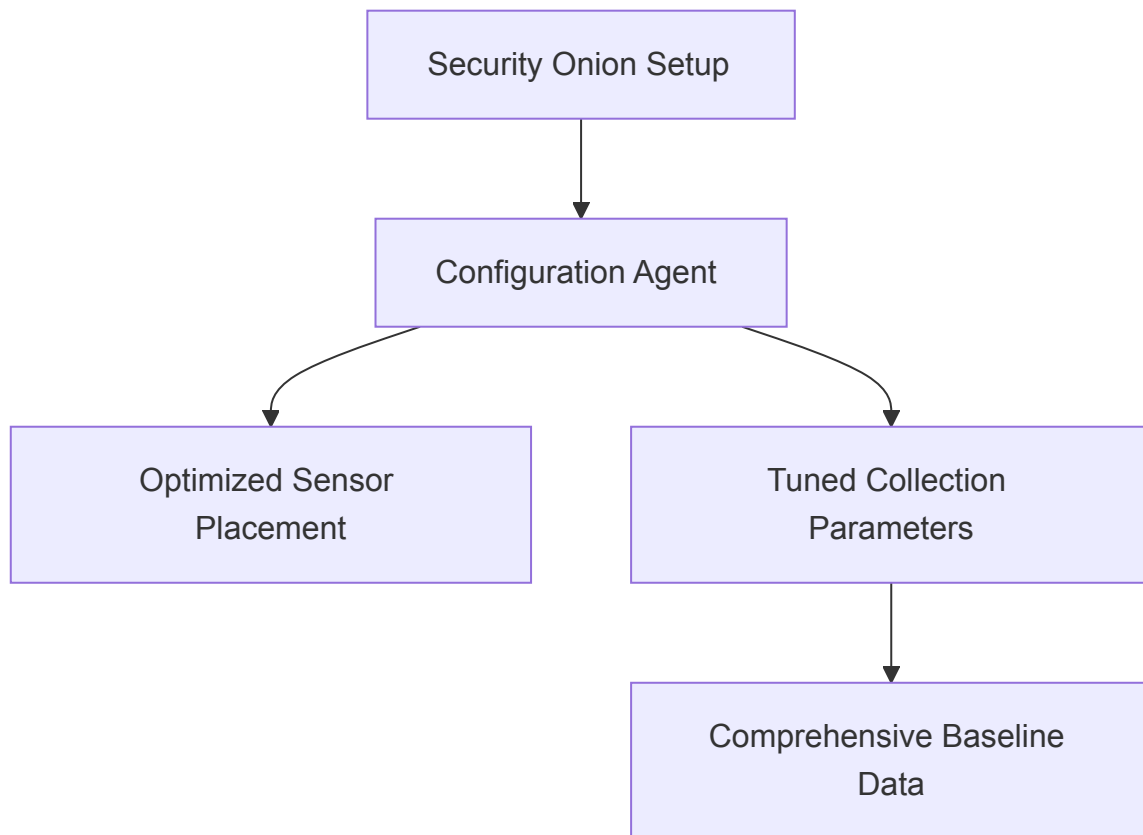 Security Onion Setup
Configuration Agent
Optimized Sensor
Placement
Tuned Collection
Parameters
Comprehensive Baseline
Data